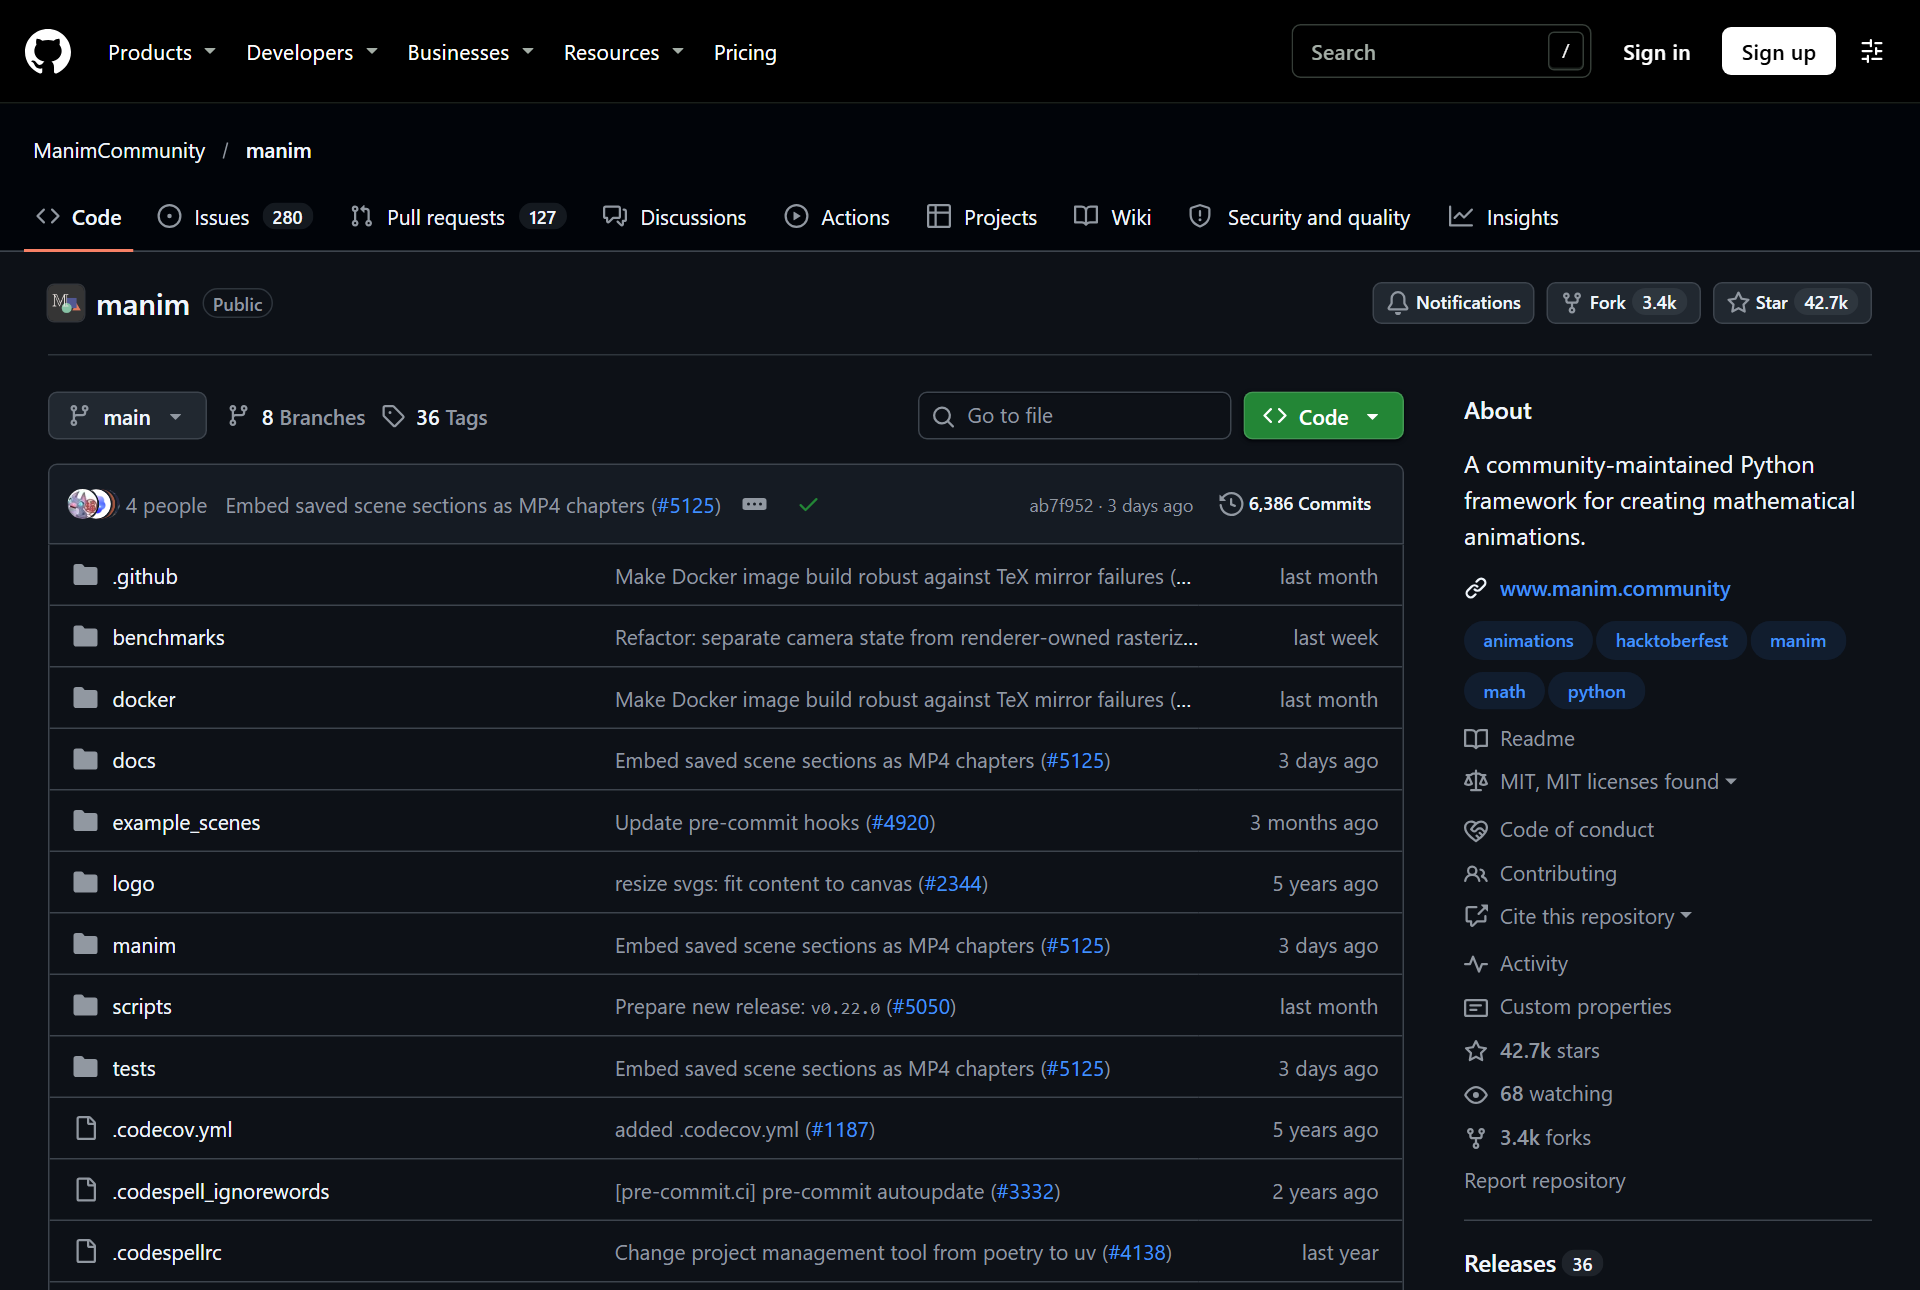 Products Developers Businesses Resources Pricing Search / Sign in Sign up
ManimCommunity / manim
Code Issues 280 Pull requests 127 Discussions Actions Projects Wiki Security and quality Insights
manim Public Notifications Fork 3.4k Star 42.7k
main 8 Branches 36 Tags Go to file Code
4 people Embed saved scene sections as MP4 chapters (#5125) ab7f952 · 3 days ago 6,386 Commits
.github Make Docker image build robust against TeX mirror failures (... last month
benchmarks Refactor: separate camera state from renderer-owned rasteriz... last week
docker Make Docker image build robust against TeX mirror failures (... last month
docs Embed saved scene sections as MP4 chapters (#5125) 3 days ago
example_scenes Update pre-commit hooks (#4920) 3 months ago
logo resize svgs: fit content to canvas (#2344) 5 years ago
manim Embed saved scene sections as MP4 chapters (#5125) 3 days ago
scripts Prepare new release: v0.22.0 (#5050) last month
tests Embed saved scene sections as MP4 chapters (#5125) 3 days ago
.codecov.yml added .codecov.yml (#1187) 5 years ago
.codespell_ignorewords [pre-commit.ci] pre-commit autoupdate (#3332) 2 years ago
.codespellrc Change project management tool from poetry to uv (#4138) last year
About
A community-maintained Python
framework for creating mathematical
animations.
www.manim.community
animations hacktoberfest manim
math python
Readme
MIT, MIT licenses found
Code of conduct
Contributing
Cite this repository
Activity
Custom properties
42.7k stars
68 watching
3.4k forks
Report repository
Releases 36